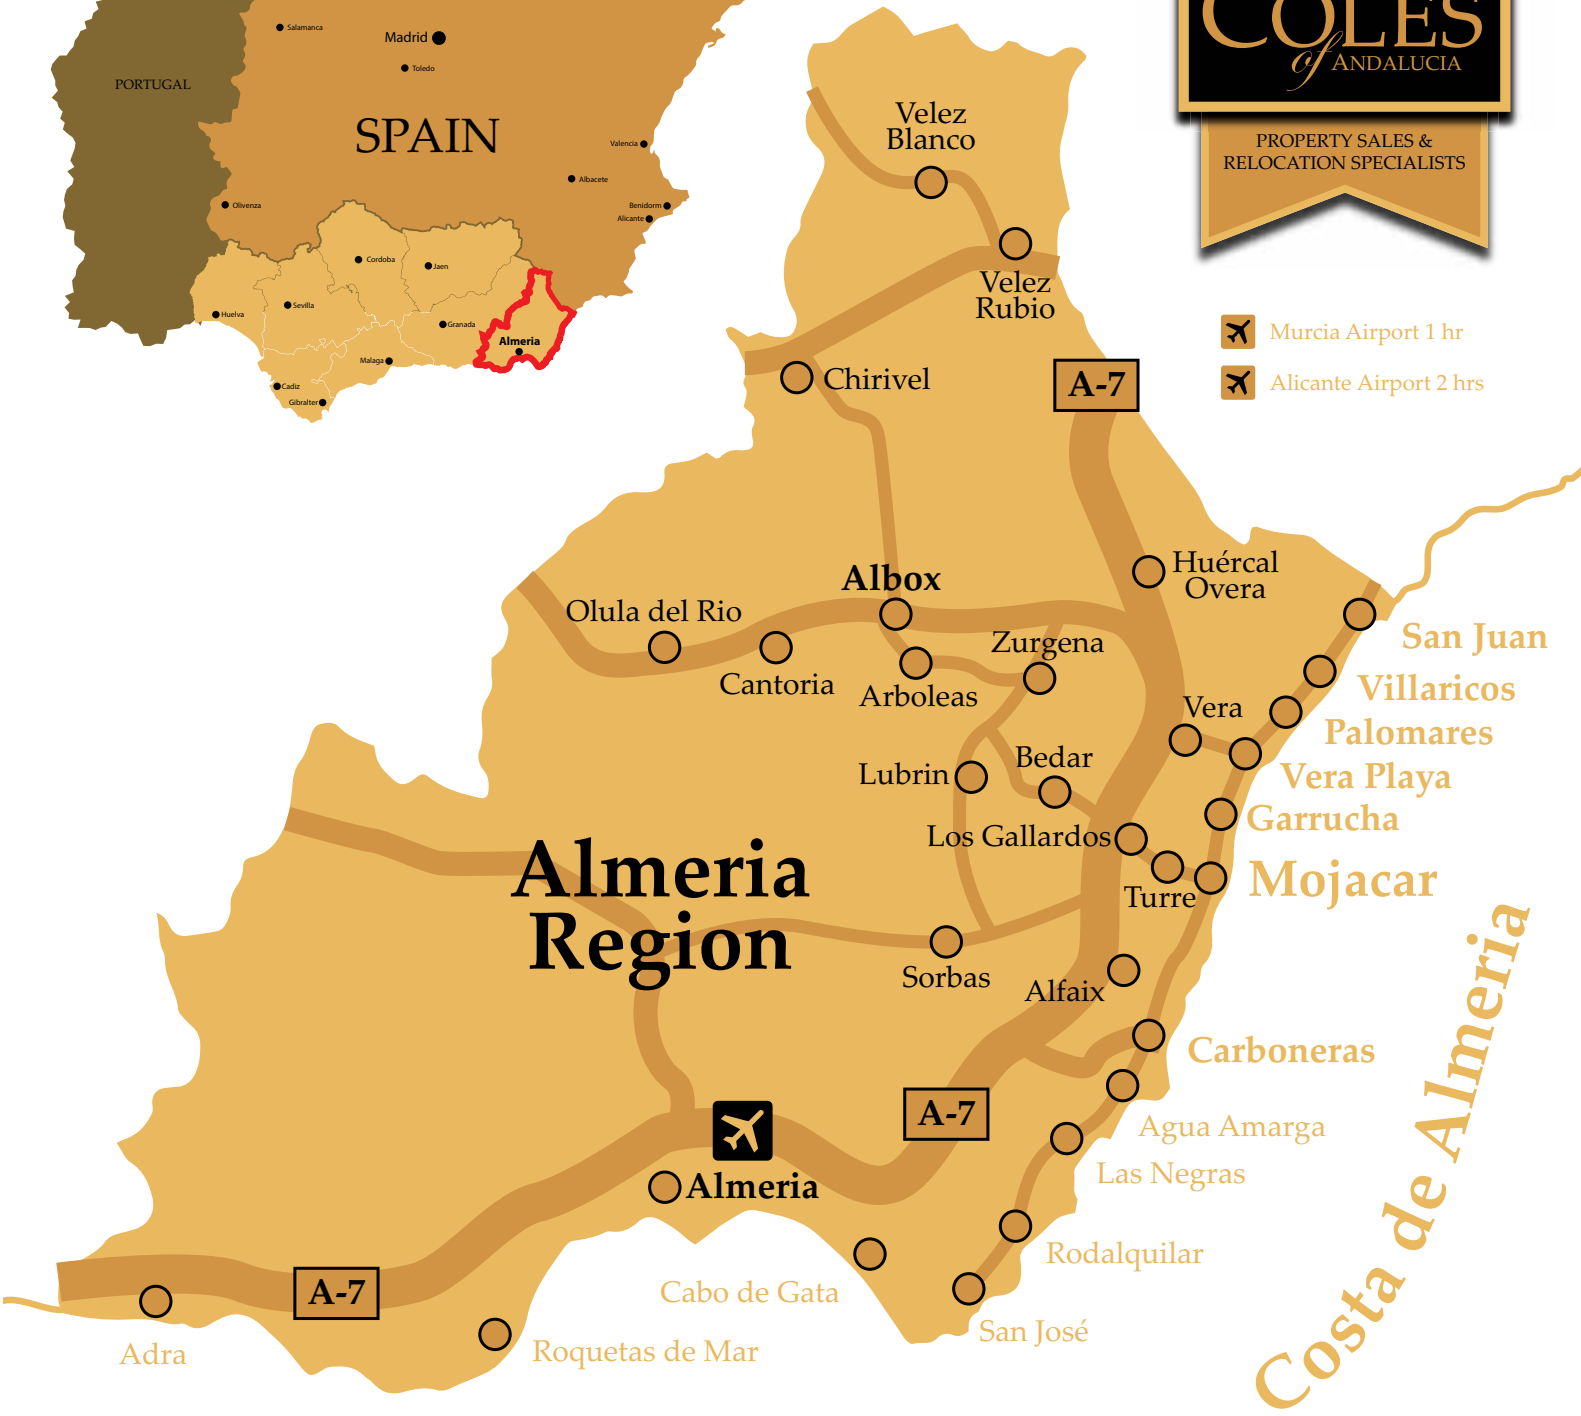 Salamanca
Madrid
Toledo
PORTUGAL
SPAIN
Valencia
Albacete
Olivenza
Benidorm
Alicante
Cordoba
Jaen
Sevilla
Huelva
Granada
Almeria
Malaga
Cadiz
Gibralter
COLES
of ANDALUCIA
PROPERTY SALES &
RELOCATION SPECIALISTS
Murcia Airport 1 hr
Alicante Airport 2 hrs
Velez
Blanco
Velez
Rubio
Chirivel
A-7
Huércal
Overa
Albox
Olula del Rio
Cantoria
Arboleas
Zurgena
San Juan
Villaricos
Vera
Palomares
Vera Playa
Lubrin
Bedar
Garrucha
Los Gallardos
Mojacar
Turre
Almeria
Region
Sorbas
Alfaix
Carboneras
A-7
Agua Amarga
Las Negras
Almeria
Rodalquilar
Cabo de Gata
San José
A-7
Adra
Roquetas de Mar
Costa de Almeria